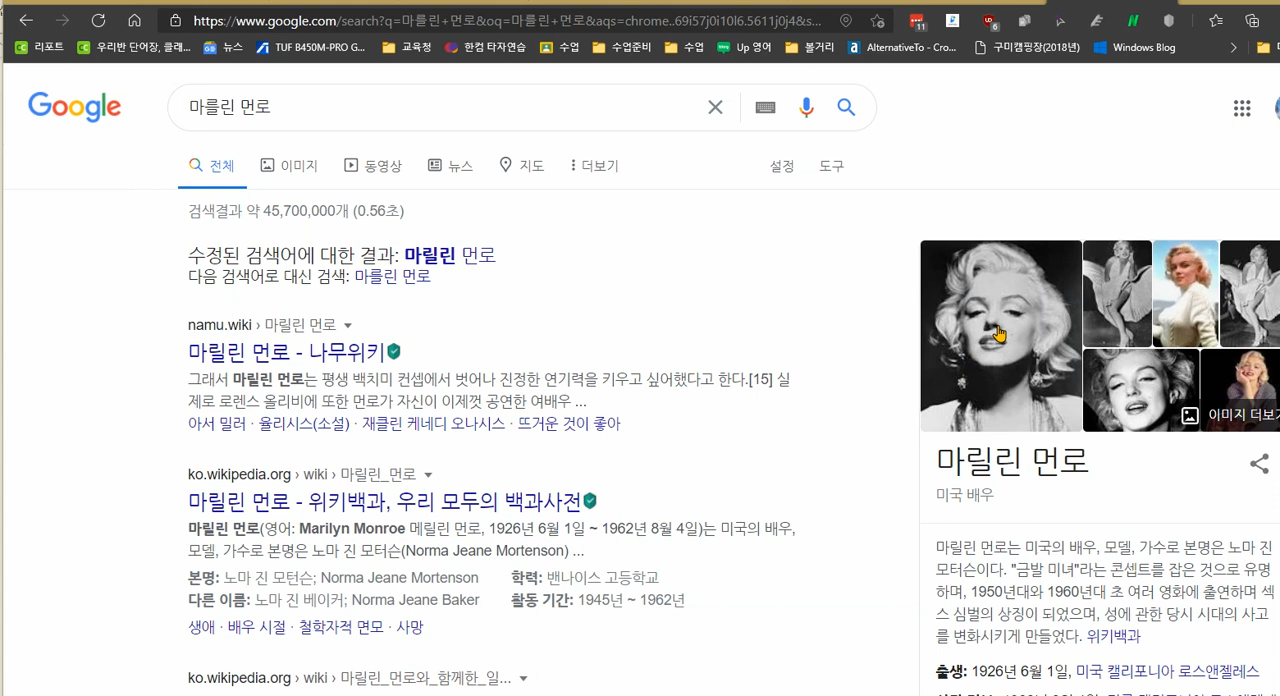 https://www.google.com/search?q=마를린+먼로&oq=마를린+먼로&aqs=chrome..69i57j0i10l6.5611j0j4&s...
11
6
리포트
우리반 단어장, 클래...
뉴스
TUF B450M-PRO G...
교육청
한컴 타자연습
수업
수업준비
수업
Up 영어
볼거리
AlternativeTo - Cro...
구미캠핑장(2018년)
Windows Blog
Google
마를린 먼로
전체
이미지
동영상
뉴스
지도
더보기
설정
도구
검색결과 약 45,700,000개 (0.56초)
수정된 검색어에 대한 결과: 마릴린 먼로
다음 검색어로 대신 검색: 마를린 먼로
namu.wiki › 마릴린 먼로
마릴린 먼로 - 나무위키
그래서 마릴린 먼로는 평생 백치미 컨셉에서 벗어나 진정한 연기력을 키우고 싶어했다고 한다.[15] 실
제로 로렌스 올리비에 또한 먼로가 자신이 이제껏 공연한 여배우 ...
아서 밀러 · 율리시스(소설) · 재클린 케네디 오나시스 · 뜨거운 것이 좋아
ko.wikipedia.org › wiki › 마릴린_먼로
마릴린 먼로 - 위키백과, 우리 모두의 백과사전
마릴린 먼로(영어: Marilyn Monroe 메릴린 먼로, 1926년 6월 1일 ~ 1962년 8월 4일)는 미국의 배우,
모델, 가수로 본명은 노마 진 모터슨(Norma Jeane Mortenson) ...
본명: 노마 진 모턴슨; Norma Jeane Mortenson
학력: 밴나이스 고등학교
다른 이름: 노마 진 베이커; Norma Jeane Baker
활동 기간: 1945년 ~ 1962년
생애 · 배우 시절 · 철학자적 면모 · 사망
ko.wikipedia.org › wiki › 마릴린_먼로와_함께한_일...
이미지 더보기
마릴린 먼로
미국 배우
마릴린 먼로는 미국의 배우, 모델, 가수로 본명은 노마 진
모터슨이다. "금발 미녀"라는 콘셉트를 잡은 것으로 유명
하며, 1950년대와 1960년대 초 여러 영화에 출연하며 섹
스 심벌의 상징이 되었으며, 성에 관한 당시 시대의 사고
를 변화시키게 만들었다. 위키백과
출생: 1926년 6월 1일, 미국 캘리포니아 로스앤젤레스